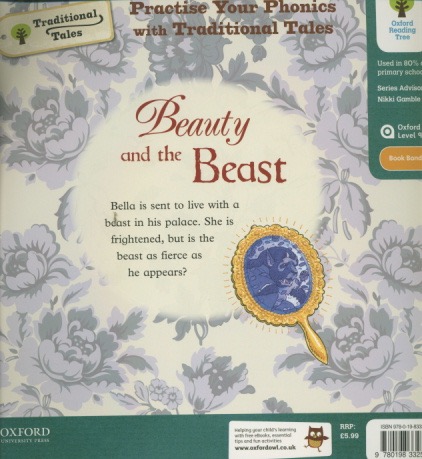 Traditional
Tales
Practise Your Phonics
with Traditional Tales
Oxford
Reading
Tree
Used in 80%
primary schoo
Series Adviso
Nikki Gamble
Oxford
Level 9
Book Band
Beauty
and the Beast
Bella is sent to live with a
beast in his palace. She is
frightened, but is the
beast as fierce as
he appears?
OXFORD
UNIVERSITY PRESS
Helping your child's learning
with free eBooks, essential
tips and fun activities
www.oxfordowl.co.uk
RRP:
£5.99
ISBN 978-0-19-833
9 780198 3325